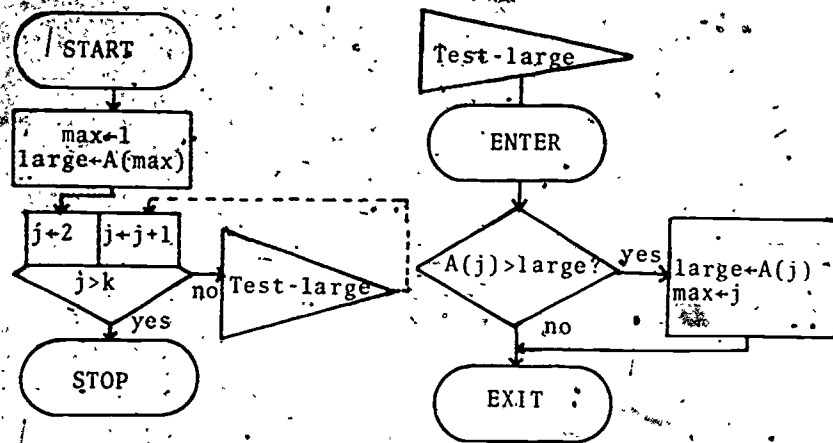 START
max←1
large←A(max)
j←2
j←j+1
j>k
no
Test-large
yes
STOP
Test-large
ENTER
A(j)>large?
yes
large←A(j)
max←j
no
EXIT